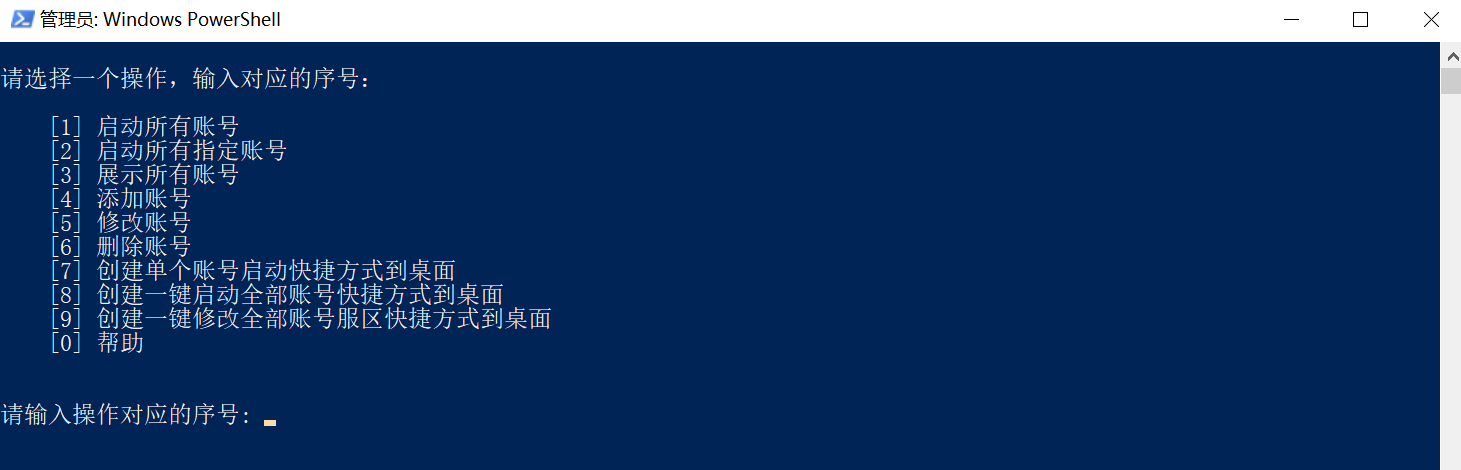 管理员: Windows PowerShell
请选择一个操作，输入对应的序号：
[1] 启动所有账号
[2] 启动所有指定账号
[3] 展示所有账号
[4] 添加账号
[5] 修改账号
[6] 删除账号
[7] 创建单个账号启动快捷方式到桌面
[8] 创建一键启动全部账号快捷方式到桌面
[9] 创建一键修改全部账号服区快捷方式到桌面
[0] 帮助
请输入操作对应的序号: